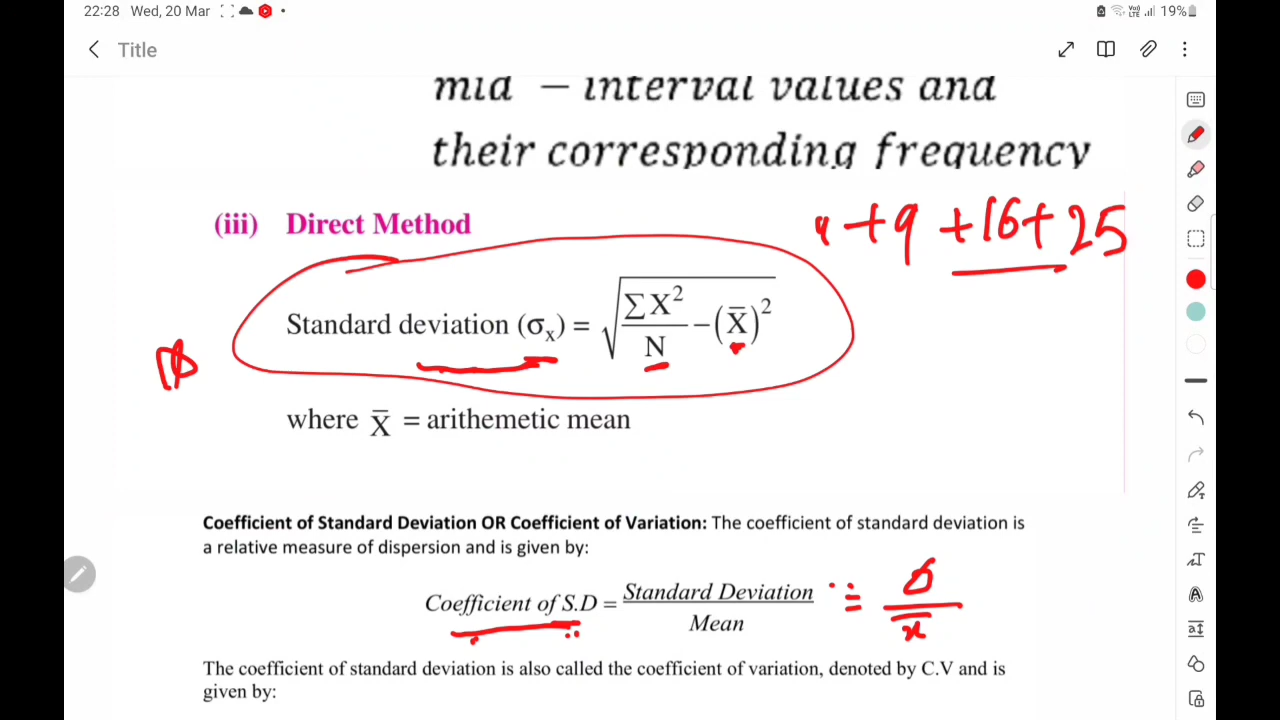 22:28 Wed, 20 Mar
19%
Title
mid – interval values and
their corresponding frequency
(iii) Direct Method
4 + 9 + 16 + 25
Standard deviation (σx) = √ ΣX² / N − (X̄)²
where X̄ = arithemetic mean
Coefficient of Standard Deviation OR Coefficient of Variation: The coefficient of standard deviation is
a relative measure of dispersion and is given by:
Coefficient of S.D = Standard Deviation / Mean = σ / x̄
The coefficient of standard deviation is also called the coefficient of variation, denoted by C.V and is
given by: